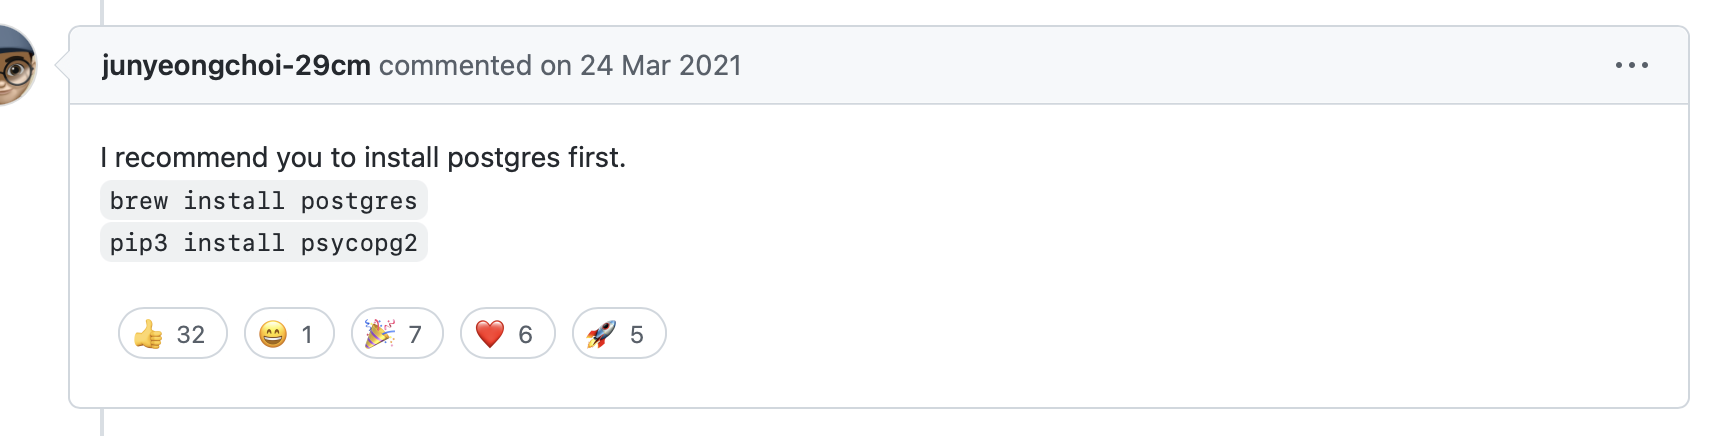 junyeongchoi-29cm commented on 24 Mar 2021
I recommend you to install postgres first.
brew install postgres
pip3 install psycopg2
👍 32 😄 1 🎉 7 ❤️ 6 🚀 5